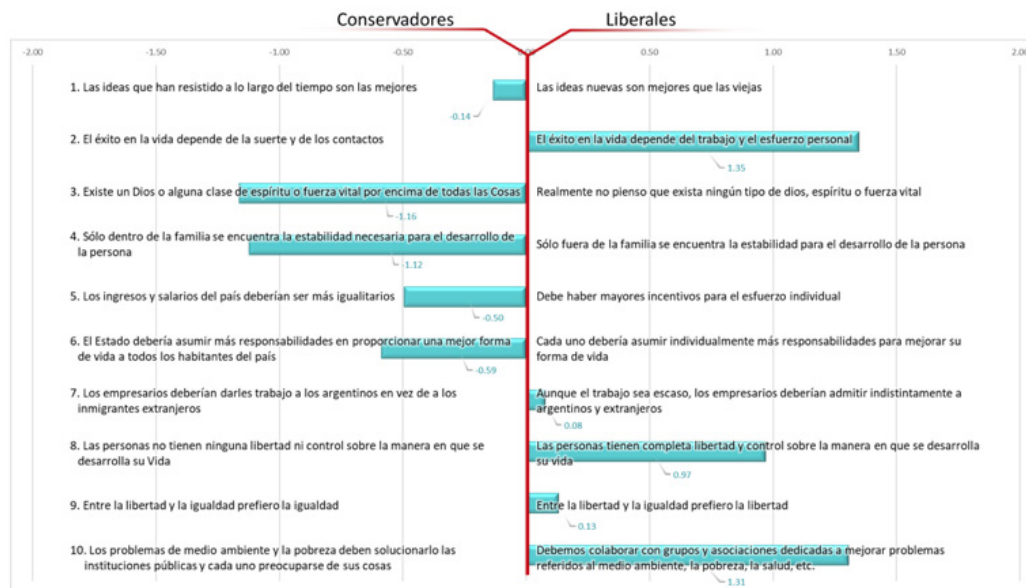 Conservadores Liberales
-2.00 -1.50 -1.00 -0.50 0.00 0.50 1.00 1.50 2.00
1. Las ideas que han resistido a lo largo del tiempo son las mejores
Las ideas nuevas son mejores que las viejas
-0.14
2. El éxito en la vida depende de la suerte y de los contactos
El éxito en la vida depende del trabajo y el esfuerzo personal
1.35
3. Existe un Dios o alguna clase de espíritu o fuerza vital por encima de todas las Cosas
Realmente no pienso que exista ningún tipo de dios, espíritu o fuerza vital
-1.16
4. Sólo dentro de la familia se encuentra la estabilidad necesaria para el desarrollo de
la persona
Sólo fuera de la familia se encuentra la estabilidad para el desarrollo de la persona
-1.12
5. Los ingresos y salarios del país deberían ser más igualitarios
Debe haber mayores incentivos para el esfuerzo individual
-0.50
6. El Estado debería asumir más responsabilidades en proporcionar una mejor forma
de vida a todos los habitantes del país
Cada uno debería asumir individualmente más responsabilidades para mejorar su
forma de vida
-0.59
7. Los empresarios deberían darles trabajo a los argentinos en vez de a los
inmigrantes extranjeros
Aunque el trabajo sea escaso, los empresarios deberían admitir indistintamente a
argentinos y extranjeros
0.08
8. Las personas no tienen ninguna libertad ni control sobre la manera en que se
desarrolla su Vida
Las personas tienen completa libertad y control sobre la manera en que se desarrolla
su vida
0.97
9. Entre la libertad y la igualdad prefiero la igualdad
Entre la libertad y la igualdad prefiero la libertad
0.13
10. Los problemas de medio ambiente y la pobreza deben solucionarlo las
instituciones públicas y cada uno preocuparse de sus cosas
Debemos colaborar con grupos y asociaciones dedicadas a mejorar problemas
referidos al medio ambiente, la pobreza, la salud, etc.
1.31